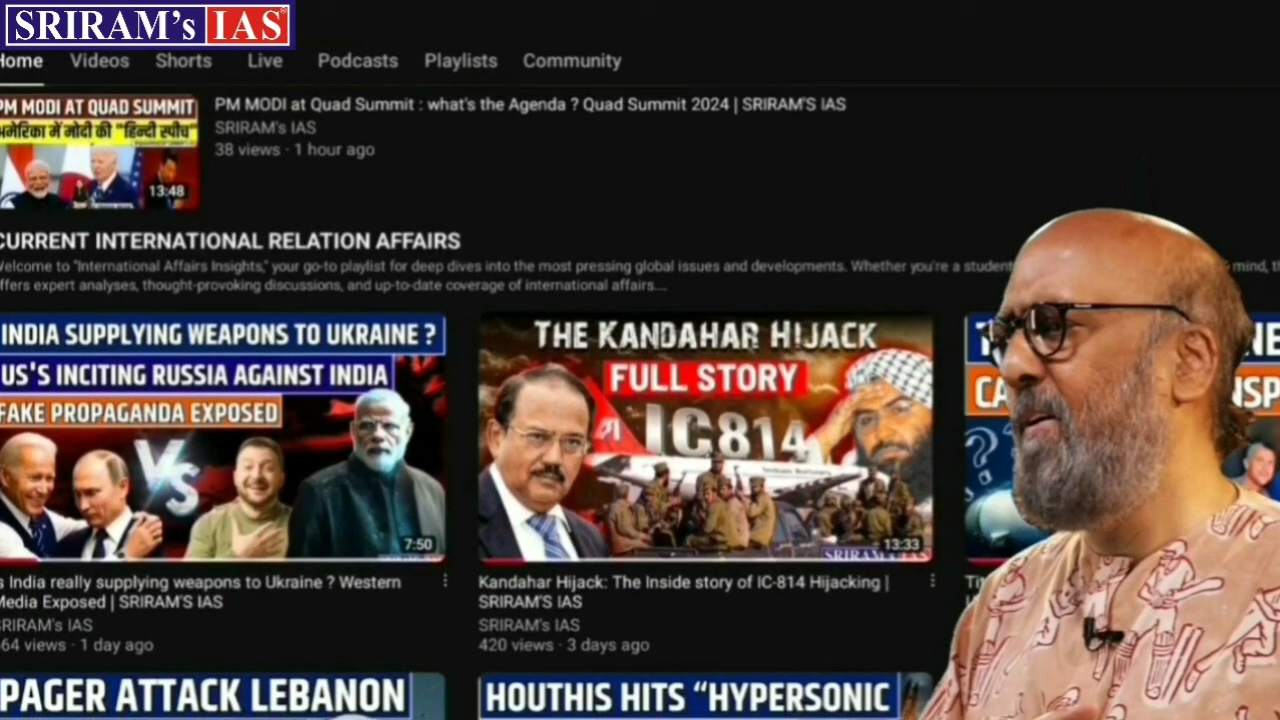 SRIRAM's IAS
Home Videos Shorts Live Podcasts Playlists Community
PM MODI AT QUAD SUMMIT
अमेरिका में मोदी की "हिन्दी स्पीच"
13:48
PM MODI at Quad Summit : what's the Agenda ? Quad Summit 2024 | SRIRAM'S IAS
SRIRAM's IAS
38 views · 1 hour ago
CURRENT INTERNATIONAL RELATION AFFAIRS
Welcome to "International Affairs Insights," your go-to playlist for deep dives into the most pressing global issues and developments. Whether you're a student mind,
offers expert analyses, thought-provoking discussions, and up-to-date coverage of international affairs....
INDIA SUPPLYING WEAPONS TO UKRAINE ?
US'S INCITING RUSSIA AGAINST INDIA
FAKE PROPAGANDA EXPOSED
VS
7:50
Is India really supplying weapons to Ukraine ? Western
Media Exposed | SRIRAM'S IAS
SRIRAM's IAS
64 views · 1 day ago
THE KANDAHAR HIJACK
FULL STORY
IC814
SRIRAM's IAS
13:33
Kandahar Hijack: The Inside story of IC-814 Hijacking |
SRIRAM'S IAS
SRIRAM's IAS
420 views · 3 days ago
PAGER ATTACK LEBANON
HOUTHIS HITS “HYPERSONIC